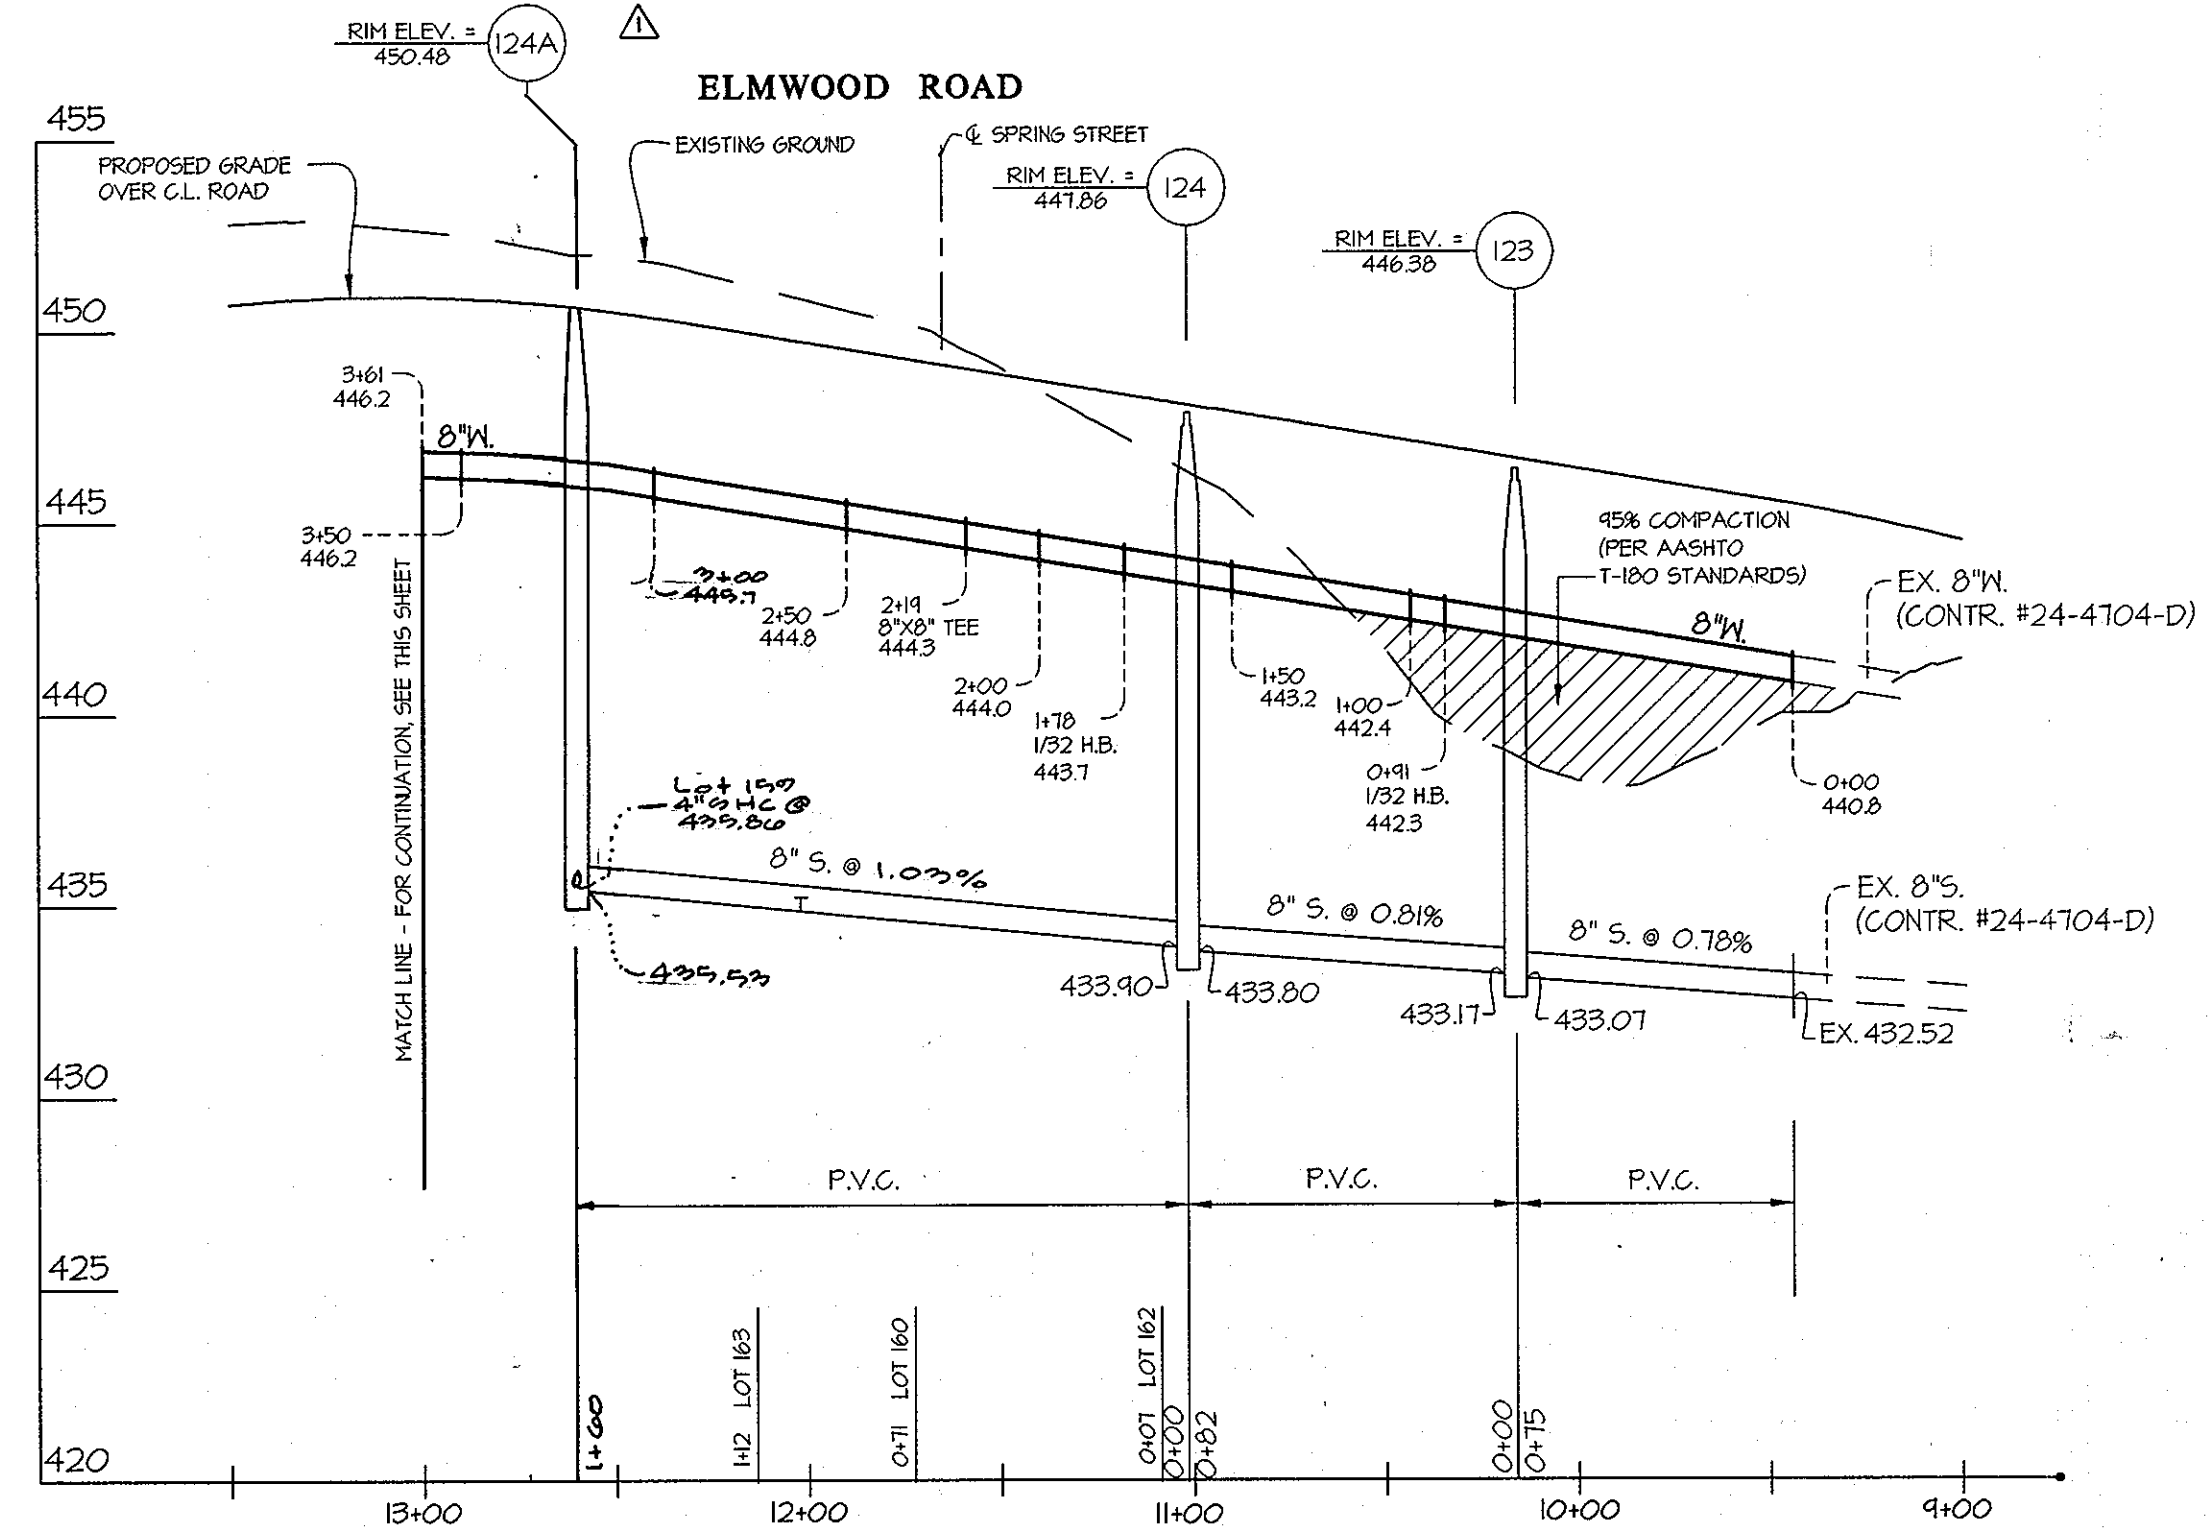 RIM ELEV. =
450.48
124A
1
ELMWOOD ROAD
455
PROPOSED GRADE
OVER C.L. ROAD
EXISTING GROUND
℄ SPRING STREET
RIM ELEV. =
447.86
124
RIM ELEV. =
446.38
123
450
3+61
446.2
8"W.
445
3+50
446.2
3+00
445.7
2+50
444.8
2+19
8"X8" TEE
444.3
2+00
444.0
1+78
1/32 H.B.
443.7
1+50
443.2
1+00
442.4
0+91
1/32 H.B.
442.3
95% COMPACTION
(PER AASHTO
T-180 STANDARDS)
8"W.
EX. 8"W.
(CONTR. #24-4704-D)
0+00
440.8
440
MATCH LINE - FOR CONTINUATION, SEE THIS SHEET
Lot 159
4"SHC @
435.86
435
8" S. @ 1.03%
8" S. @ 0.81%
8" S. @ 0.78%
EX. 8"S.
(CONTR. #24-4704-D)
435.53
433.90
433.80
433.17
433.07
EX. 432.52
430
P.V.C.
P.V.C.
P.V.C.
425
1+60
1+12 LOT 163
0+71 LOT 160
0+07 LOT 162
0+00
0+82
0+00
0+75
420
13+00
12+00
11+00
10+00
9+00